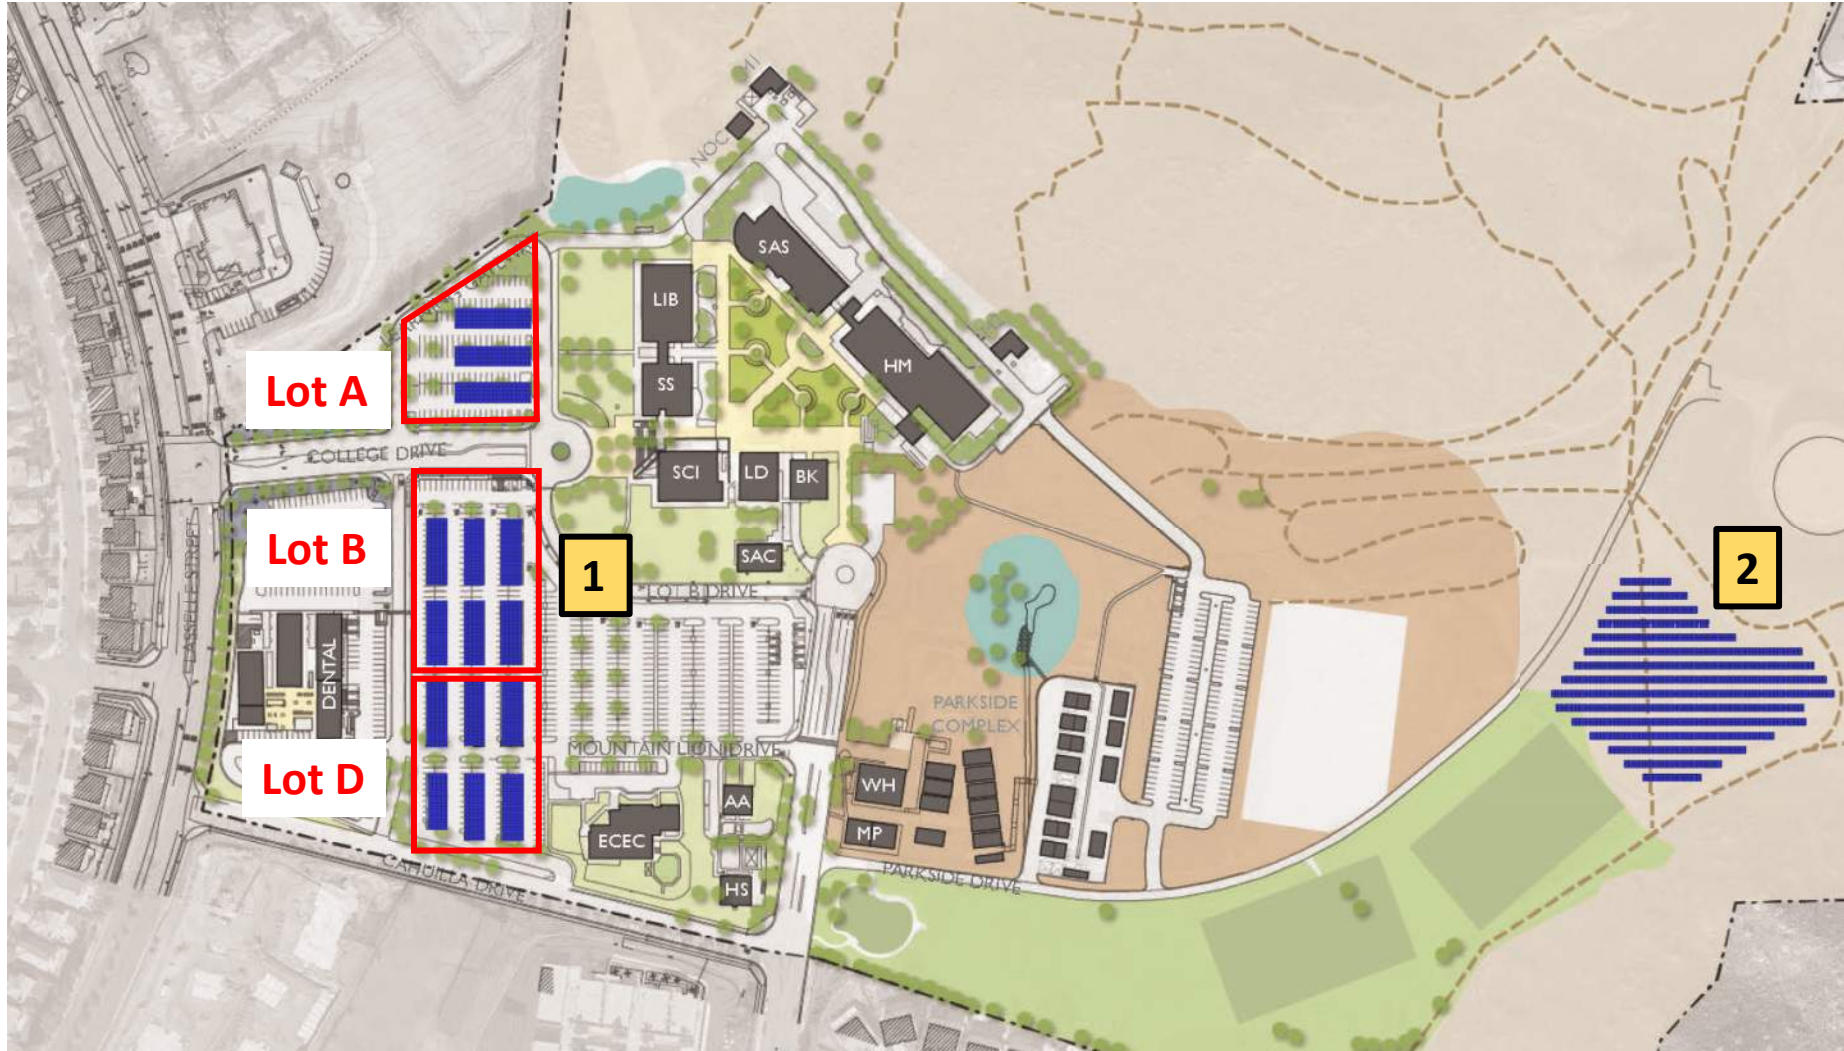 NOC
SAS
LIB
HM
SS
Lot A
COLLEGE DRIVE
SCI
LD
BK
Lot B
SAC
1
2
LOT B DRIVE
DENTAL
PARKSIDE
COMPLEX
MOUNTAIN LION DRIVE
Lot D
WH
AA
MP
ECEC
CAHUILLA DRIVE
HS
PARKSIDE DRIVE